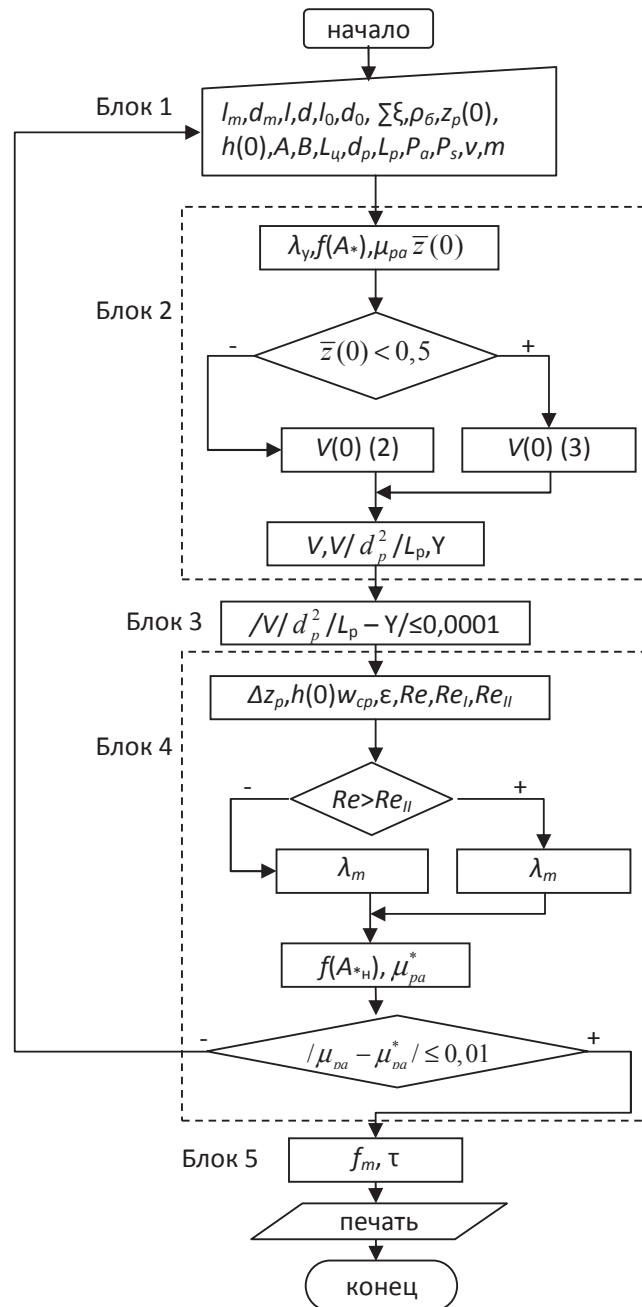 начало
Блок 1
l_m,d_m,l,d,l_0,d_0, ∑ξ,ρ_б,z_p(0),
h(0),A,B,L_ц,d_p,L_p,P_a,P_s,ν,m
λ_y,f(A_*),μ_pa z̅(0)
Блок 2
- z̅(0)<0,5 +
V(0) (2) V(0) (3)
V,V/ d_p^2 /L_p,Y
Блок 3 /V/ d_p^2 /L_p – Y/≤0,0001
Δz_p,h(0)w_cp,ε,Re,Re_I,Re_II
Блок 4
- Re>Re_II +
λ_m λ_m
f(A_*н), μ_pa^*
- /μ_pa − μ_pa^*/ ≤ 0,01 +
Блок 5 f_m, τ
печать
конец